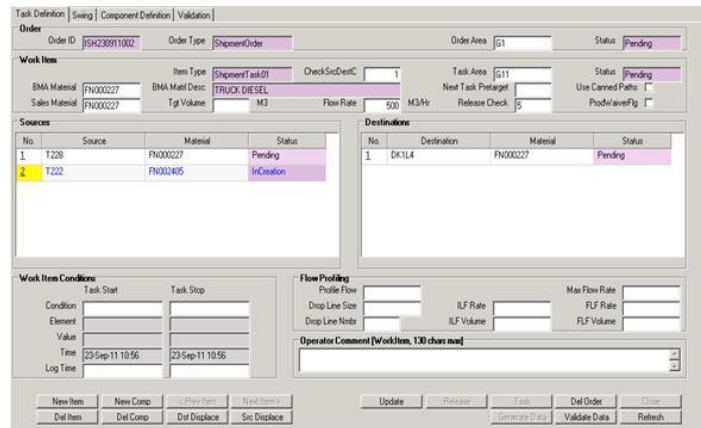 Task Definition Swing Component Definition Validation
Order
Order ID ISH230911002 Order Type ShipmentOrder Order Area G1 Status Pending
Work Item
Item Type ShipmentTask01 CheckSrcDestC 1 Task Area G11 Status Pending
BMA Material FN000227 BMA Matrl Desc TRUCK DIESEL Next Task Pretarget Use Canned Paths
Sales Material FN000227 Tgt Volume M3 Flow Rate 500 M3/Hr Release Check 5 ProdWaiverFlg
Sources Destinations
No. Source Material Status No. Destination Material Status
1 T228 FN000227 Pending 1 DK1L4 FN000227 Pending
2 T222 FN002405 InCreation
Work Item Conditions Flow Profiling
Task Start Task Stop Profile Flow Max Flow Rate
Condition Drop Line Size ILF Rate FLF Rate
Element Drop Line Nmbr ILF Volume FLF Volume
Value Operator Comment (WorkItem, 130 chars max)
Time 23-Sep-11 10:56 23-Sep-11 10:56
Log Time
New Item New Comp < Prev Item Next Item > Update Release Task Del Order Close
Del Item Del Comp Dst Displace Src Displace Generate Data Validate Data Refresh